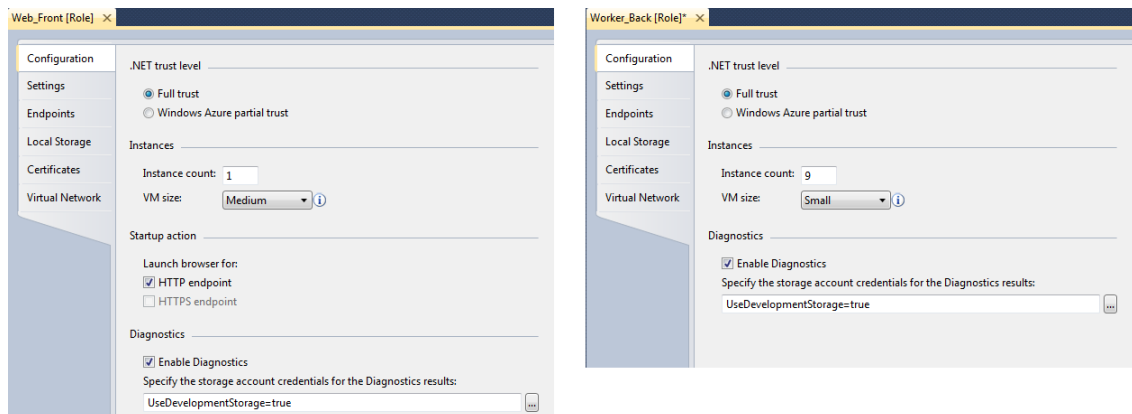 Web_Front [Role] ×
Configuration
Settings
Endpoints
Local Storage
Certificates
Virtual Network
.NET trust level
Full trust
Windows Azure partial trust
Instances
Instance count: 1
VM size: Medium
Startup action
Launch browser for:
HTTP endpoint
HTTPS endpoint
Diagnostics
Enable Diagnostics
Specify the storage account credentials for the Diagnostics results:
UseDevelopmentStorage=true
...
Worker_Back [Role]* ×
Configuration
Settings
Endpoints
Local Storage
Certificates
Virtual Network
.NET trust level
Full trust
Windows Azure partial trust
Instances
Instance count: 9
VM size: Small
Diagnostics
Enable Diagnostics
Specify the storage account credentials for the Diagnostics results:
UseDevelopmentStorage=true
...